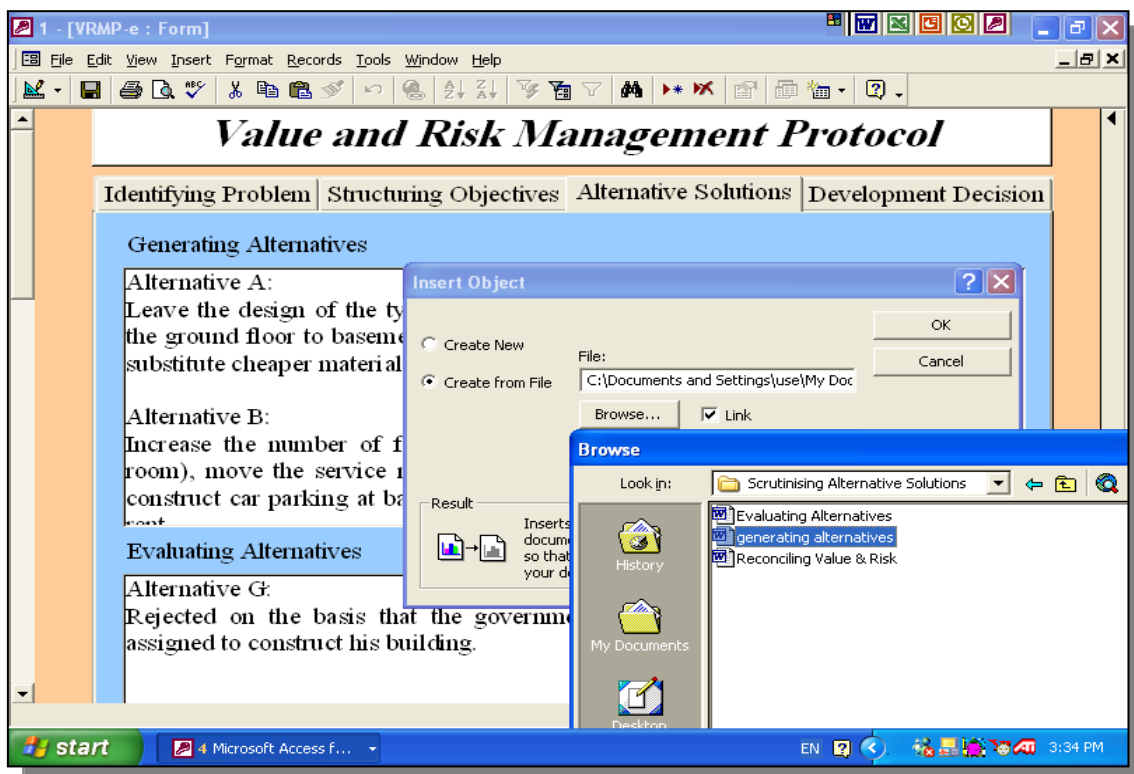 1 - [VRMP-e : Form]
File Edit View Insert Format Records Tools Window Help
Value and Risk Management Protocol
Identifying Problem Structuring Objectives Alternative Solutions Development Decision
Generating Alternatives
Alternative A:
Leave the design of the ty
the ground floor to baseme
substitute cheaper material
Alternative B:
Increase the number of f
room), move the service r
construct car parking at ba
rent
Evaluating Alternatives
Alternative G:
Rejected on the basis that the governme
assigned to construct his building.
Insert Object
Create New
Create from File
File:
C:\Documents and Settings\use\My Doc
Browse...
Link
OK
Cancel
Result
Inserts
docume
so that
your d
Browse
Look in:
Scrutinising Alternative Solutions
History
My Documents
Desktop
Evaluating Alternatives
generating alternatives
Reconciling Value & Risk
start
4 Microsoft Access f...
EN
3:34 PM